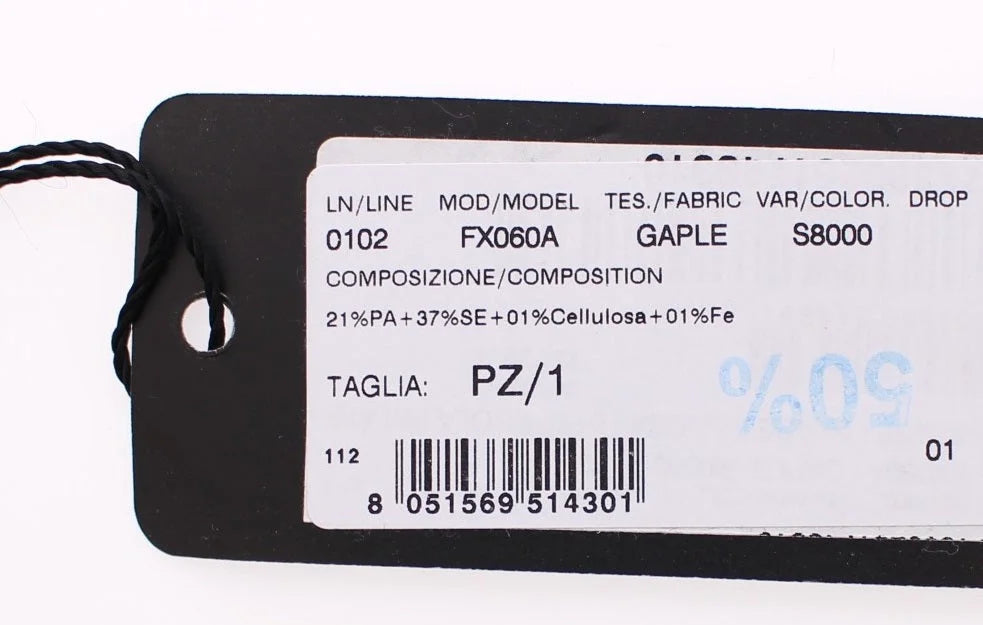 LN/LINE MOD/MODEL TES./FABRIC VAR/COLOR. DROP
0102 FX060A GAPLE S8000
COMPOSIZIONE/COMPOSITION
21%PA+37%SE+01%Cellulosa+01%Fe
TAGLIA: PZ/1
50%
112
01
8 051569 514301